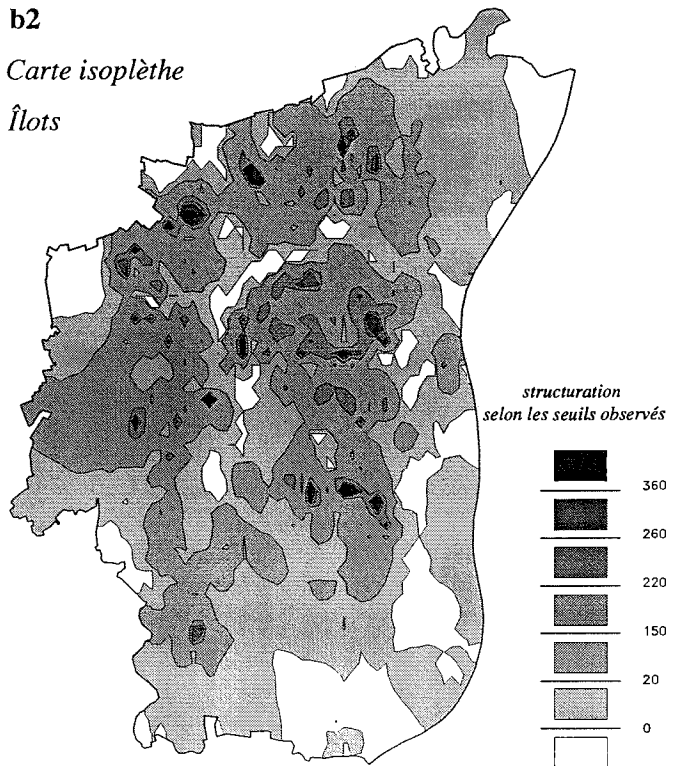 b2
Carte isoplèthe
Îlots
structuration
selon les seuils observés
360
260
220
150
20
0